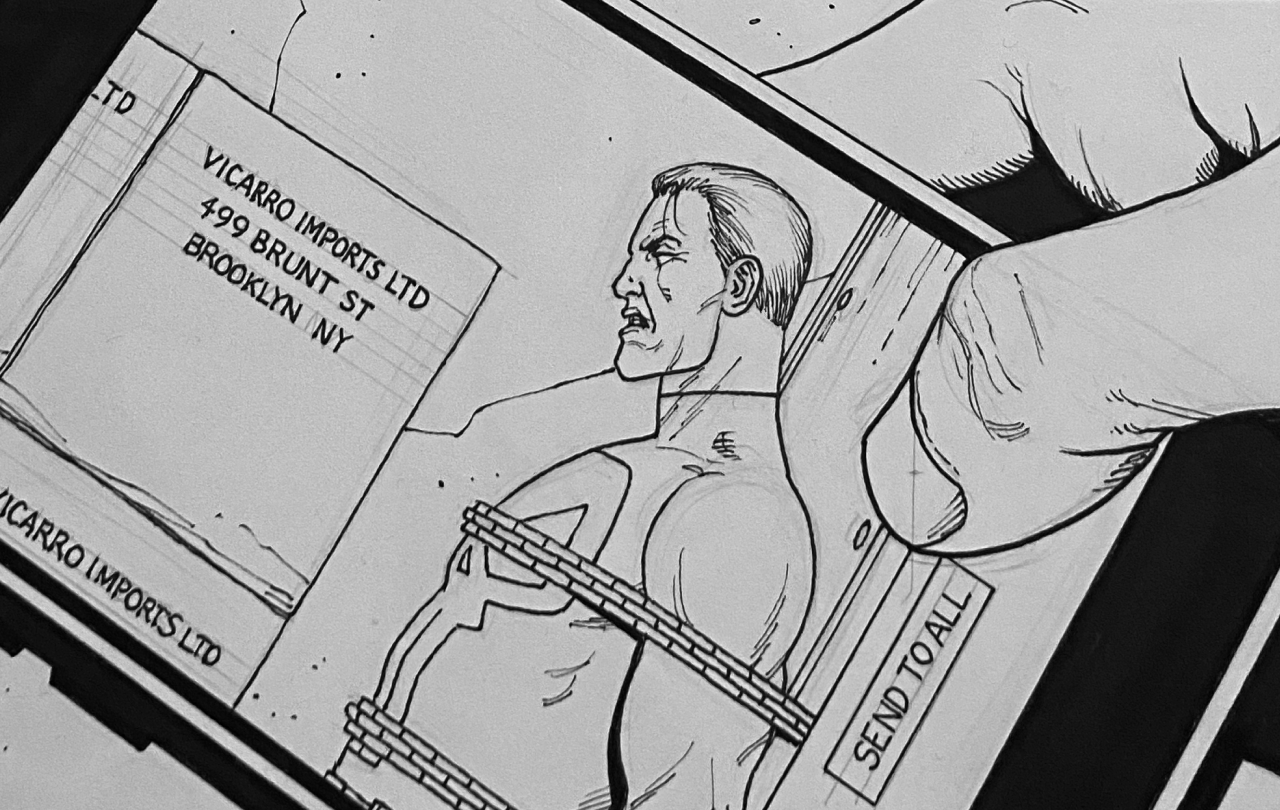 LTD
VICARRO IMPORTS LTD
499 BRUNT ST
BROOKLYN NY
VICARRO IMPORTS LTD
SEND TO ALL